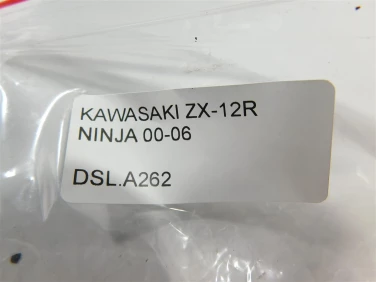 KAWASAKI ZX-12R
NINJA 00-06
DSL.A262